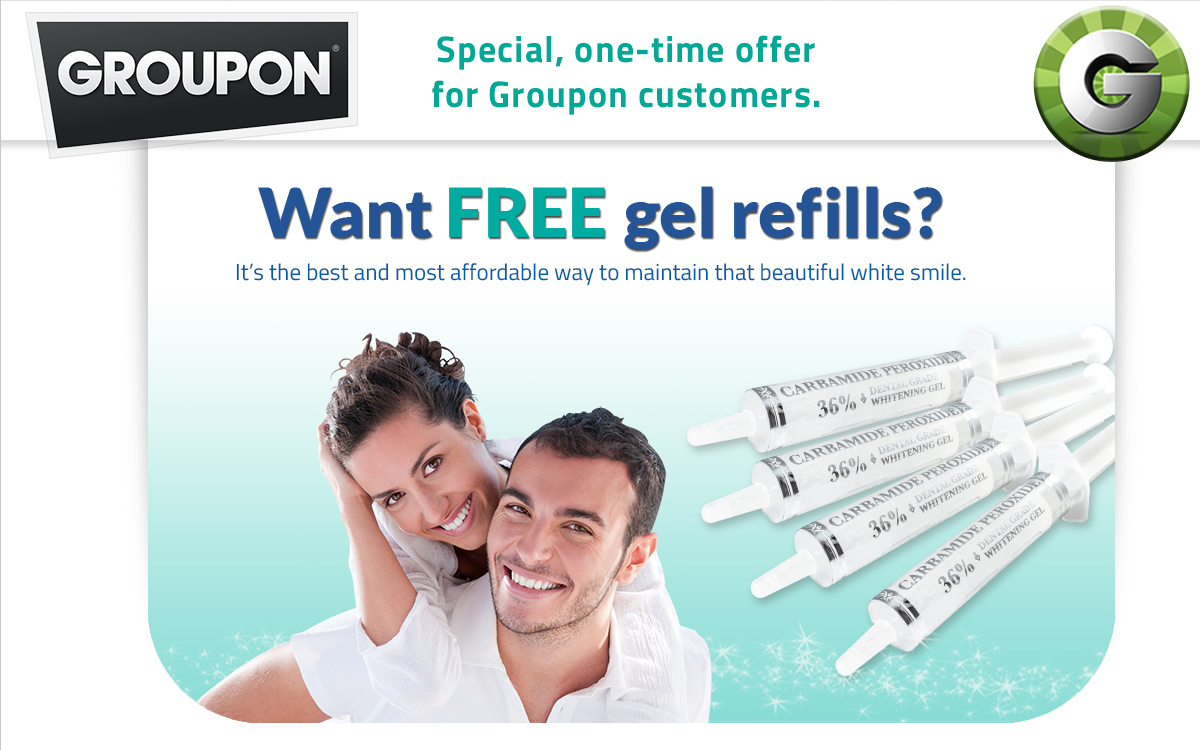 GROUPON®
Special, one-time offer
for Groupon customers.
G
Want FREE gel refills?
It's the best and most affordable way to maintain that beautiful white smile.
CARBAMIDE PEROXIDE
36% DENTAL GRADE
WHITENING GEL
CARBAMIDE PEROXIDE
36% DENTAL GRADE
WHITENING GEL
CARBAMIDE PEROXIDE
36% DENTAL GRADE
WHITENING GEL
CARBAMIDE PEROXIDE
36% DENTAL GRADE
WHITENING GEL